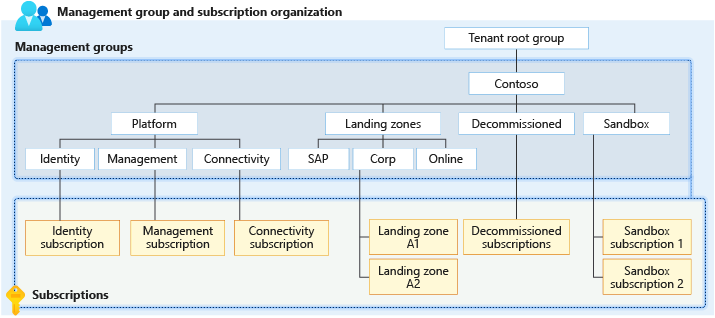 Management group and subscription organization
Management groups
Tenant root group
Contoso
Platform
Landing zones
Decommissioned
Sandbox
Identity
Management
Connectivity
SAP
Corp
Online
Identity
subscription
Management
subscription
Connectivity
subscription
Landing zone
A1
Decommissioned
subscriptions
Sandbox
subscription 1
Landing zone
A2
Sandbox
subscription 2
Subscriptions